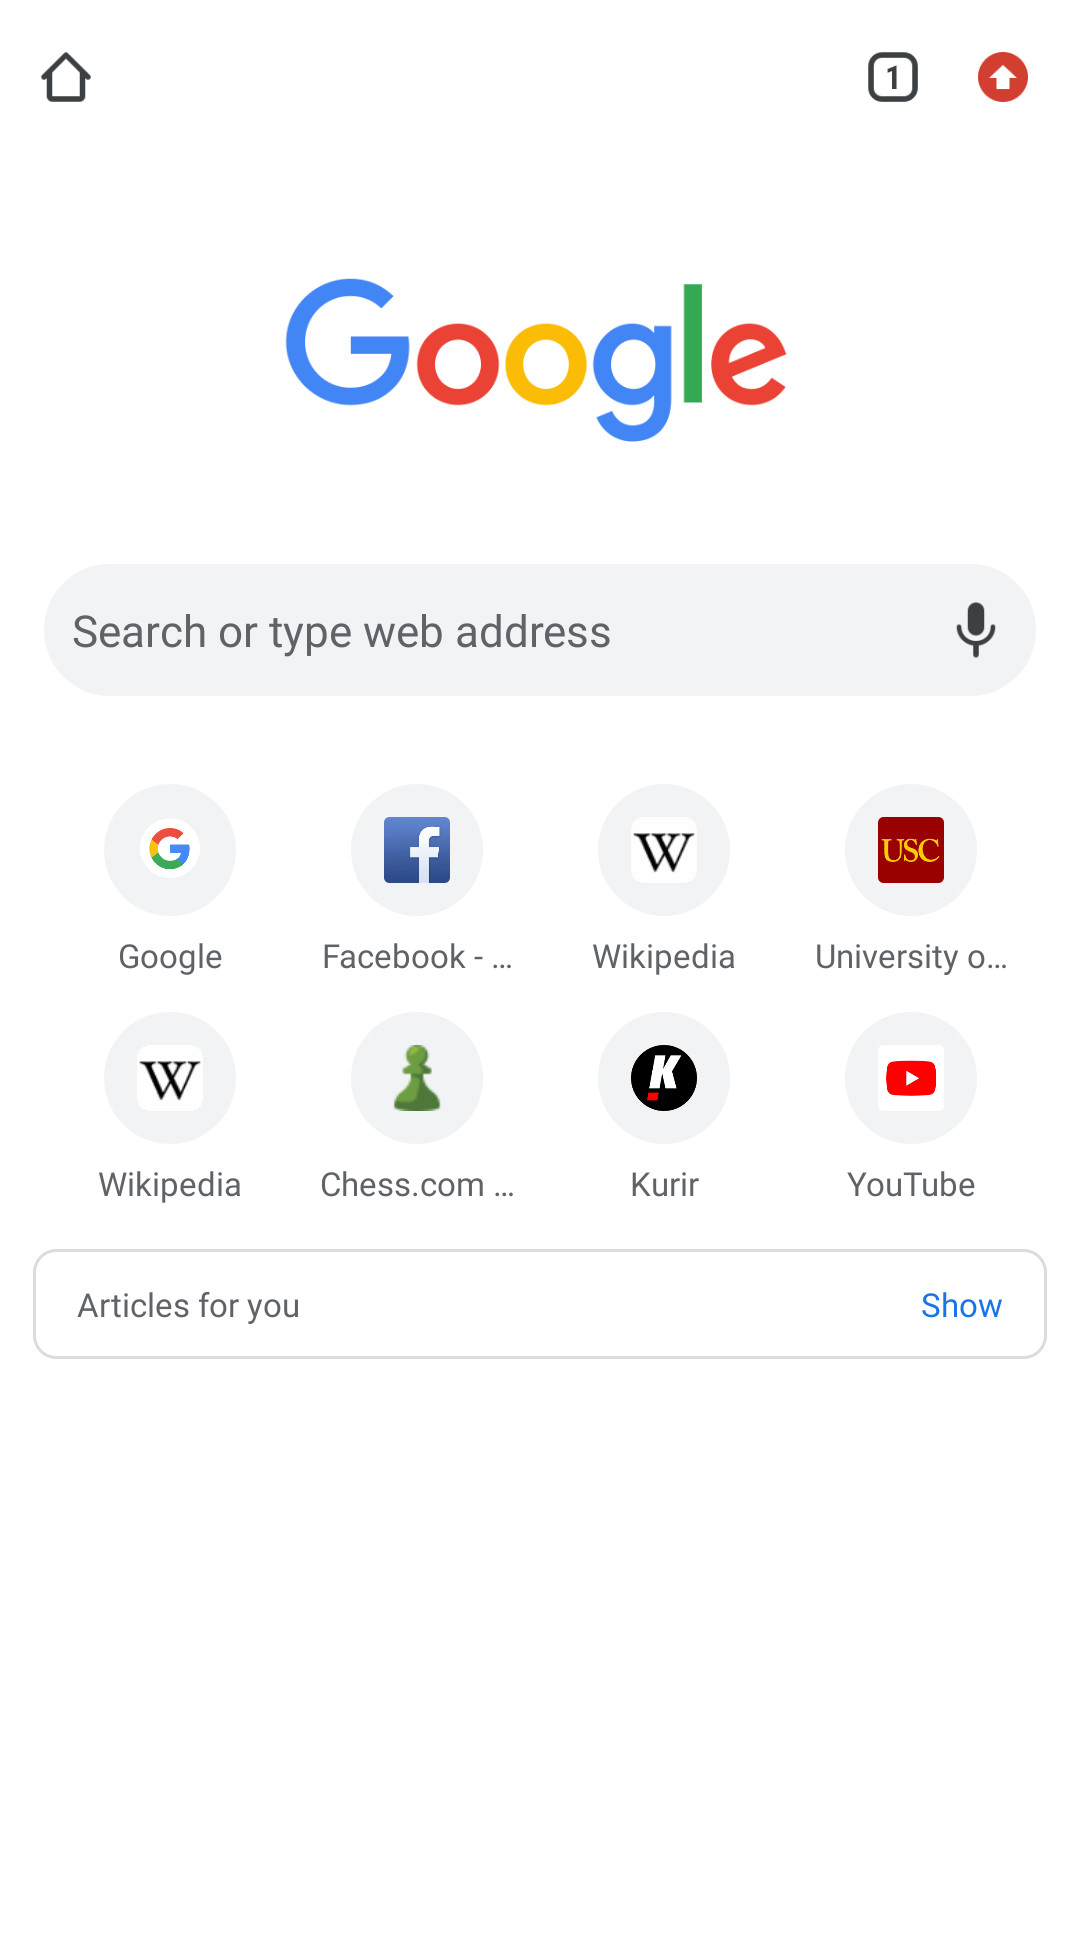 1
Google
Search or type web address
G f W USC
Google Facebook - ... Wikipedia University o...
W K
Wikipedia Chess.com ... Kurir YouTube
Articles for you Show